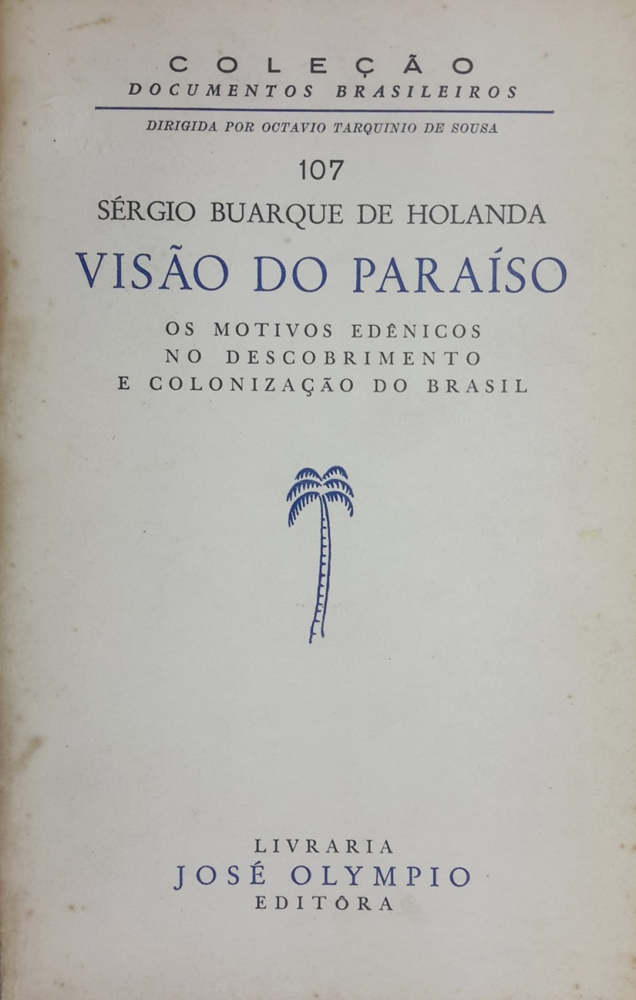 COLEÇÃO
DOCUMENTOS BRASILEIROS
DIRIGIDA POR OCTAVIO TARQUINIO DE SOUSA
107
SÉRGIO BUARQUE DE HOLANDA
VISÃO DO PARAÍSO
OS MOTIVOS EDÊNICOS
NO DESCOBRIMENTO
E COLONIZAÇÃO DO BRASIL
LIVRARIA
JOSÉ OLYMPIO
EDITÔRA